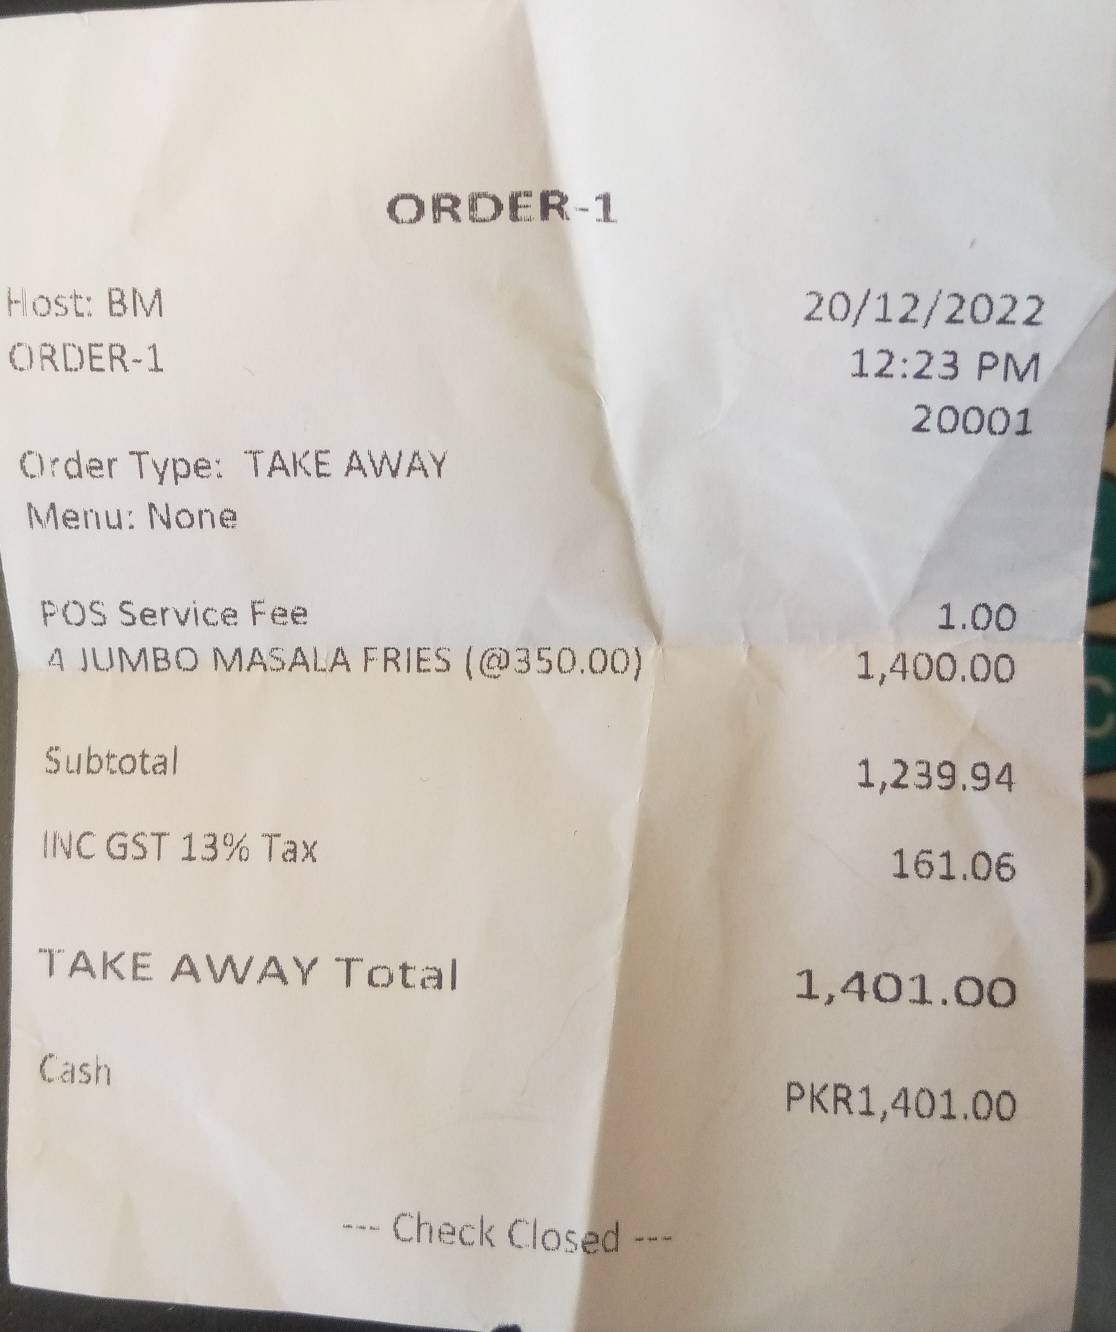 ORDER-1
Host: BM 20/12/2022
ORDER-1 12:23 PM
20001
Order Type: TAKE AWAY
Menu: None
POS Service Fee 1.00
4 JUMBO MASALA FRIES (@350.00) 1,400.00
Subtotal 1,239.94
INC GST 13% Tax 161.06
TAKE AWAY Total 1,401.00
Cash PKR1,401.00
--- Check Closed ---